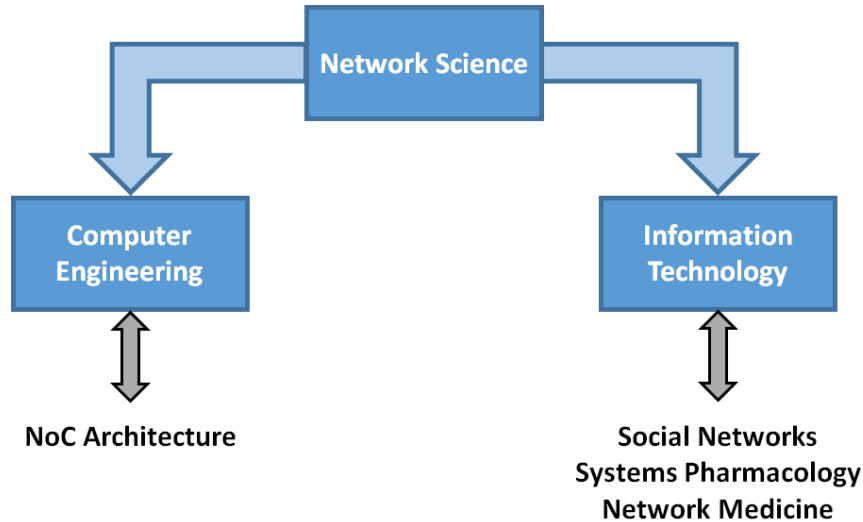 Network Science
Computer
Engineering
Information
Technology
NoC Architecture
Social Networks
Systems Pharmacology
Network Medicine